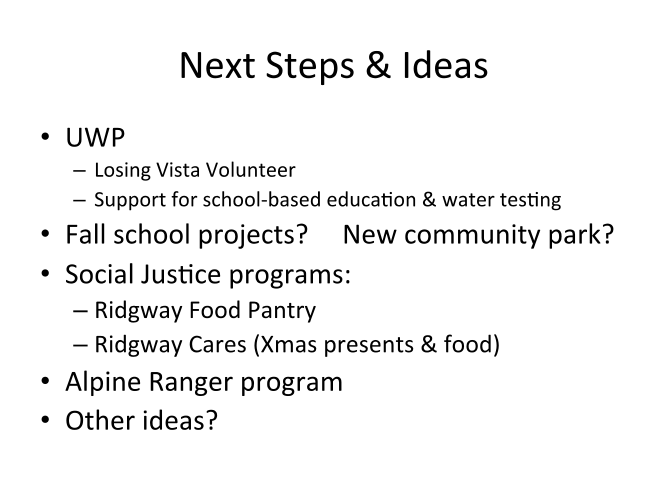 Next Steps & Ideas
• UWP
– Losing Vista Volunteer
– Support for school-based education & water testing
• Fall school projects? New community park?
• Social Justice programs:
– Ridgway Food Pantry
– Ridgway Cares (Xmas presents & food)
• Alpine Ranger program
• Other ideas?